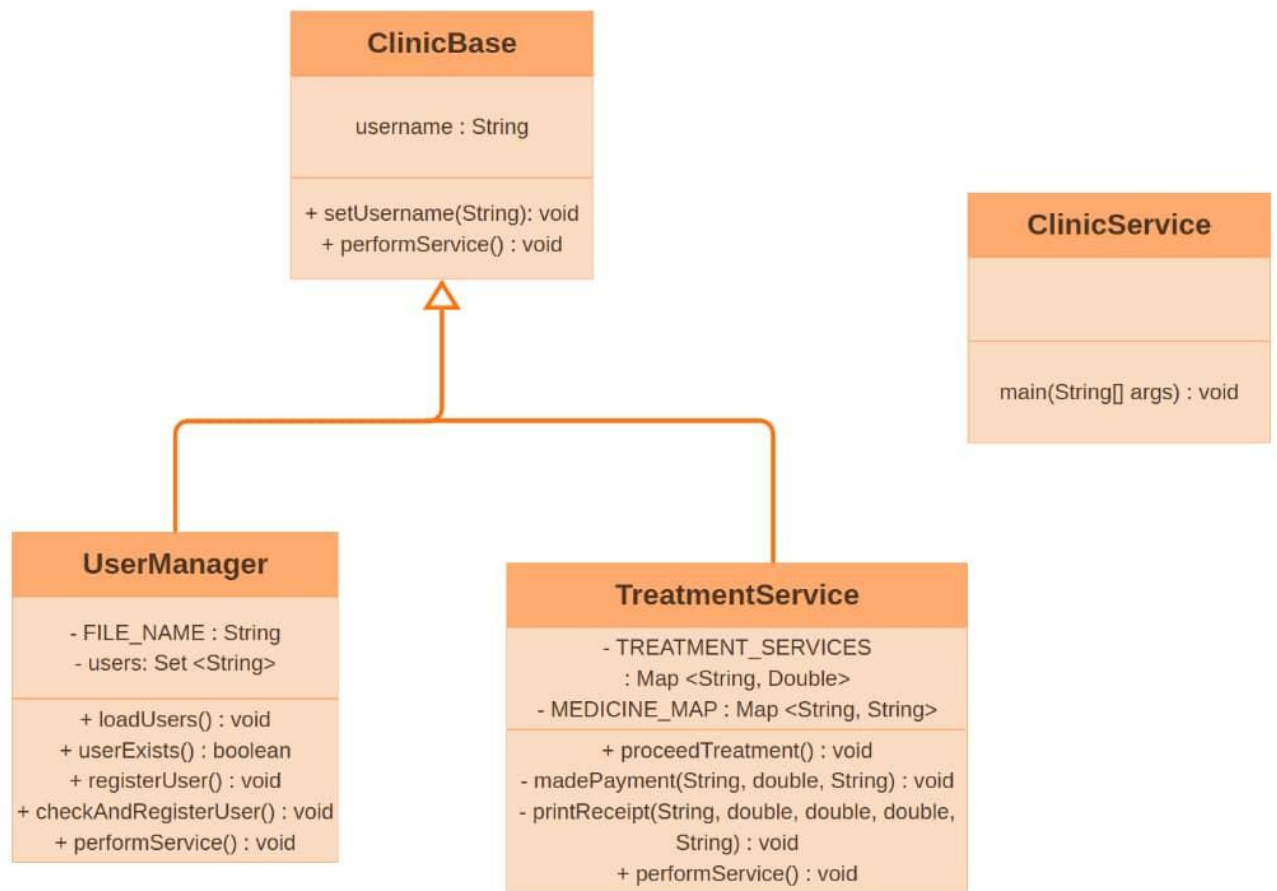 ClinicBase
username : String
+ setUsername(String): void
+ performService() : void
ClinicService
main(String[] args) : void
UserManager
- FILE_NAME : String
- users: Set <String>
+ loadUsers() : void
+ userExists() : boolean
+ registerUser() : void
+ checkAndRegisterUser() : void
+ performService() : void
TreatmentService
- TREATMENT_SERVICES
: Map <String, Double>
- MEDICINE_MAP : Map <String, String>
+ proceedTreatment() : void
- madePayment(String, double, String) : void
- printReceipt(String, double, double, double,
String) : void
+ performService() : void